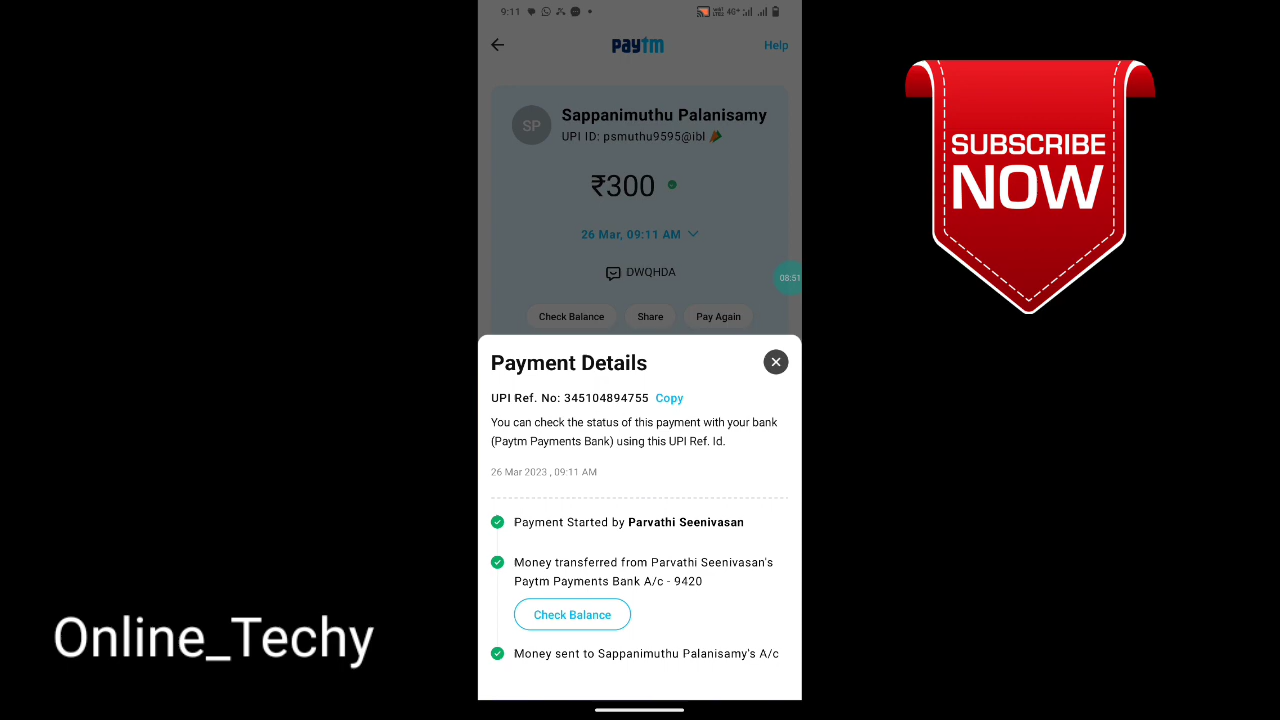 9:11
4G+
paytm
Help
SP
Sappanimuthu Palanisamy
UPI ID: psmuthu9595@ibl
₹300
26 Mar, 09:11 AM
DWQHDA
08:51
Check Balance
Share
Pay Again
Payment Details
UPI Ref. No: 345104894755 Copy
You can check the status of this payment with your bank
(Paytm Payments Bank) using this UPI Ref. Id.
26 Mar 2023 , 09:11 AM
Payment Started by Parvathi Seenivasan
Money transferred from Parvathi Seenivasan's
Paytm Payments Bank A/c - 9420
Check Balance
Money sent to Sappanimuthu Palanisamy's A/c
SUBSCRIBE
NOW
Online_Techy